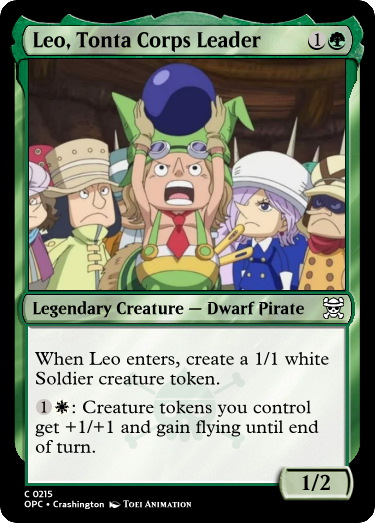 Leo, Tonta Corps Leader 1
Legendary Creature — Dwarf Pirate
When Leo enters, create a 1/1 white
Soldier creature token.
1 : Creature tokens you control
get +1/+1 and gain flying until end
of turn.
1/2
C 0215
OPC • Crashington TOEI ANIMATION